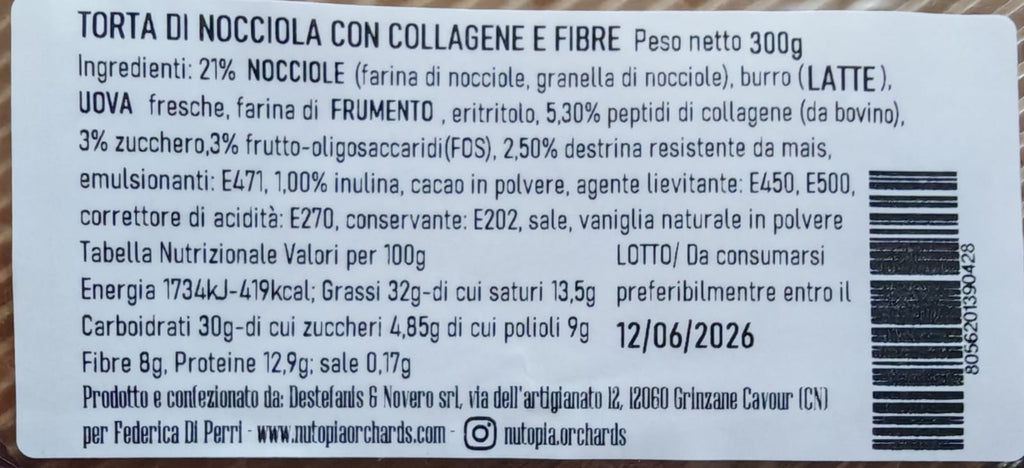 TORTA DI NOCCIOLA CON COLLAGENE E FIBRE Peso netto 300g
Ingredienti: 21% NOCCIOLE (farina di nocciole, granella di nocciole), burro (LATTE),
UOVA fresche, farina di FRUMENTO , eritritolo, 5,30% peptidi di collagene (da bovino),
3% zucchero,3% frutto-oligosaccaridi(FOS), 2,50% destrina resistente da mais,
emulsionanti: E471, 1,00% inulina, cacao in polvere, agente lievitante: E450, E500,
correttore di acidità: E270, conservante: E202, sale, vaniglia naturale in polvere
Tabella Nutrizionale Valori per 100g
Energia 1734kJ-419kcal; Grassi 32g-di cui saturi 13,5g
Carboidrati 30g-di cui zuccheri 4,85g di cui polioli 9g
Fibre 8g, Proteine 12,9g; sale 0,17g
LOTTO/ Da consumarsi
preferibilmentre entro il
12/06/2026
Prodotto e confezionato da: Destefanis & Novero srl, via dell'artigianato 12, 12060 Grinzane Cavour (CN)
per Federica Di Perri - www.nutopiaorchards.com - nutopia.orchards
8056201390428